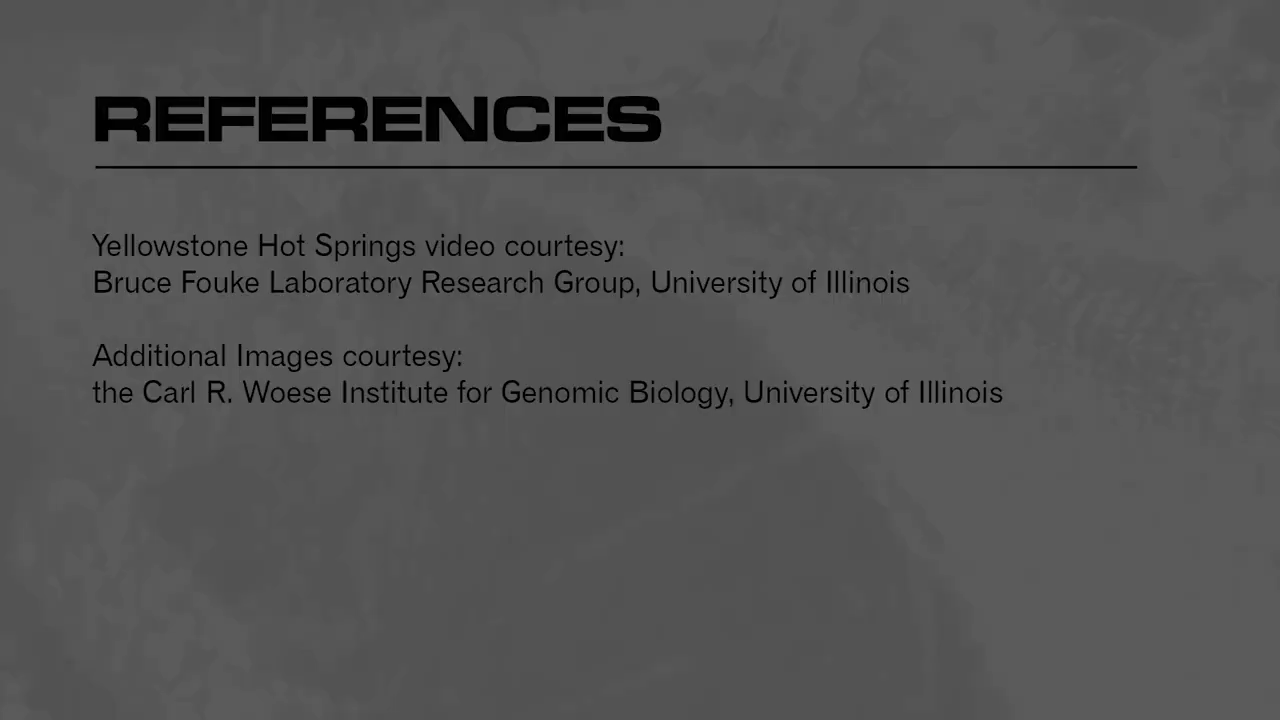 REFERENCES
Yellowstone Hot Springs video courtesy:
Bruce Fouke Laboratory Research Group, University of Illinois
Additional Images courtesy:
the Carl R. Woese Institute for Genomic Biology, University of Illinois